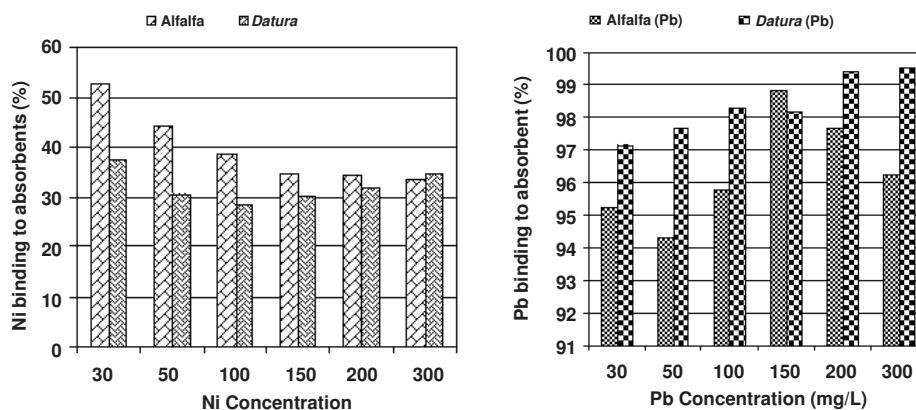 Alfalfa Datura
Ni binding to absorbents (%)
60
50
40
30
20
10
0
30 50 100 150 200 300
Ni Concentration
Alfalfa (Pb) Datura (Pb)
Pb binding to absorbent (%)
100
99
98
97
96
95
94
93
92
91
30 50 100 150 200 300
Pb Concentration (mg/L)